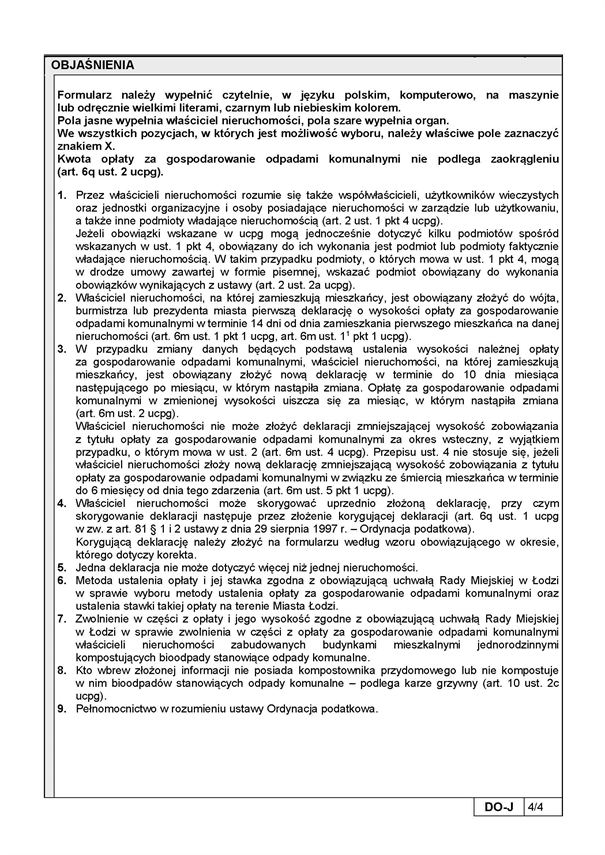 OBJAŚNIENIA
Formularz należy wypełnić czytelnie, w języku polskim, komputerowo, na maszynie
lub odręcznie wielkimi literami, czarnym lub niebieskim kolorem.
Pola jasne wypełnia właściciel nieruchomości, pola szare wypełnia organ.
We wszystkich pozycjach, w których jest możliwość wyboru, należy właściwe pole zaznaczyć
znakiem X.
Kwota opłaty za gospodarowanie odpadami komunalnymi nie podlega zaokrągleniu
(art. 6q ust. 2 ucpg).
1. Przez właścicieli nieruchomości rozumie się także współwłaścicieli, użytkowników wieczystych
oraz jednostki organizacyjne i osoby posiadające nieruchomości w zarządzie lub użytkowaniu,
a także inne podmioty władające nieruchomością (art. 2 ust. 1 pkt 4 ucpg).
Jeżeli obowiązki wskazane w ucpg mogą jednocześnie dotyczyć kilku podmiotów spośród
wskazanych w ust. 1 pkt 4, obowiązany do ich wykonania jest podmiot lub podmioty faktycznie
władające nieruchomością. W takim przypadku podmioty, o których mowa w ust. 1 pkt 4, mogą
w drodze umowy zawartej w formie pisemnej, wskazać podmiot obowiązany do wykonania
obowiązków wynikających z ustawy (art. 2 ust. 2a ucpg).
2. Właściciel nieruchomości, na której zamieszkują mieszkańcy, jest obowiązany złożyć do wójta,
burmistrza lub prezydenta miasta pierwszą deklarację o wysokości opłaty za gospodarowanie
odpadami komunalnymi w terminie 14 dni od dnia zamieszkania pierwszego mieszkańca na danej
nieruchomości (art. 6m ust. 1 pkt 1 ucpg, art. 6m ust. 1¹ pkt 1 ucpg).
3. W przypadku zmiany danych będących podstawą ustalenia wysokości należnej opłaty
za gospodarowanie odpadami komunalnymi, właściciel nieruchomości, na której zamieszkują
mieszkańcy, jest obowiązany złożyć nową deklarację w terminie do 10 dnia miesiąca
następującego po miesiącu, w którym nastąpiła zmiana. Opłatę za gospodarowanie odpadami
komunalnymi w zmienionej wysokości uiszcza się za miesiąc, w którym nastąpiła zmiana
(art. 6m ust. 2 ucpg).
Właściciel nieruchomości nie może złożyć deklaracji zmniejszającej wysokość zobowiązania
z tytułu opłaty za gospodarowanie odpadami komunalnymi za okres wsteczny, z wyjątkiem
przypadku, o którym mowa w ust. 2 (art. 6m ust. 4 ucpg). Przepisu ust. 4 nie stosuje się, jeżeli
właściciel nieruchomości złoży nową deklarację zmniejszającą wysokość zobowiązania z tytułu
opłaty za gospodarowanie odpadami komunalnymi w związku ze śmiercią mieszkańca w terminie
do 6 miesięcy od dnia tego zdarzenia (art. 6m ust. 5 pkt 1 ucpg).
4. Właściciel nieruchomości może skorygować uprzednio złożoną deklarację, przy czym
skorygowanie deklaracji następuje przez złożenie korygującej deklaracji (art. 6q ust. 1 ucpg
w zw. z art. 81 § 1 i 2 ustawy z dnia 29 sierpnia 1997 r. – Ordynacja podatkowa).
Korygującą deklarację należy złożyć na formularzu według wzoru obowiązującego w okresie,
którego dotyczy korekta.
5. Jedna deklaracja nie może dotyczyć więcej niż jednej nieruchomości.
6. Metoda ustalenia opłaty i jej stawka zgodna z obowiązującą uchwałą Rady Miejskiej w Łodzi
w sprawie wyboru metody ustalenia opłaty za gospodarowanie odpadami komunalnymi oraz
ustalenia stawki takiej opłaty na terenie Miasta Łodzi.
7. Zwolnienie w części z opłaty i jego wysokość zgodne z obowiązującą uchwałą Rady Miejskiej
w Łodzi w sprawie zwolnienia w części z opłaty za gospodarowanie odpadami komunalnymi
właścicieli nieruchomości zabudowanych budynkami mieszkalnymi jednorodzinnymi
kompostujących bioodpady stanowiące odpady komunalne.
8. Kto wbrew złożonej informacji nie posiada kompostownika przydomowego lub nie kompostuje
w nim bioodpadów stanowiących odpady komunalne – podlega karze grzywny (art. 10 ust. 2c
ucpg).
9. Pełnomocnictwo w rozumieniu ustawy Ordynacja podatkowa.
DO-J 4/4